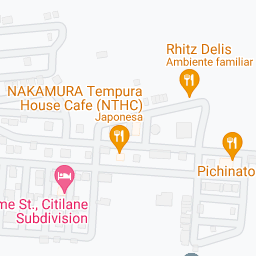 Rhitz Delis
Ambiente familiar
NAKAMURA Tempura
House Cafe (NTHC)
Japonesa
Pichinato
me St., Citilane
Subdivision